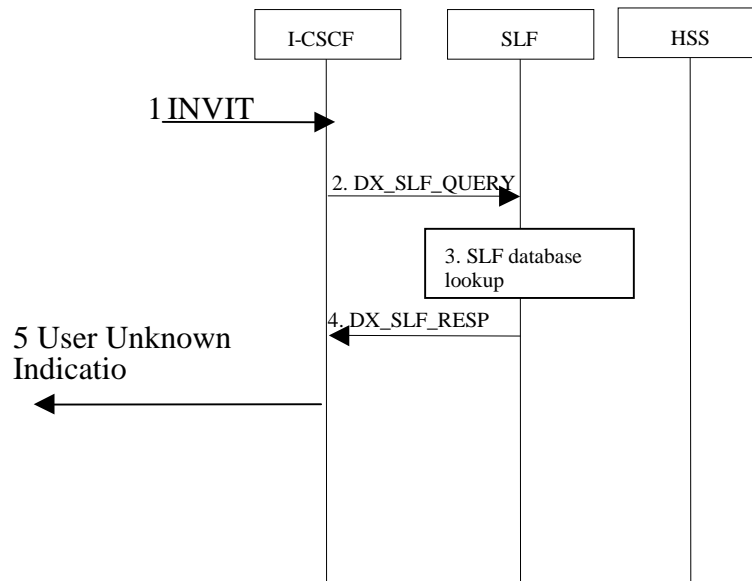 I-CSCF
SLF
HSS
1 INVIT
2. DX_SLF_QUERY
3. SLF database
lookup
4. DX_SLF_RESP
5 User Unknown
Indicatio